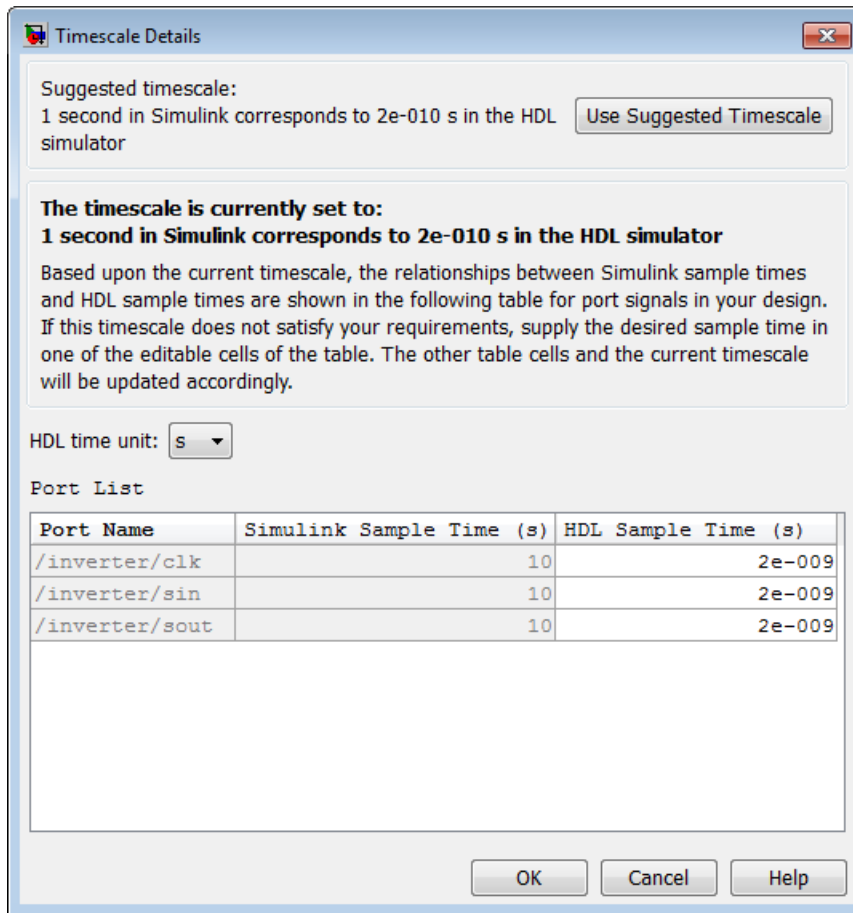 Timescale Details
Suggested timescale:
1 second in Simulink corresponds to 2e-010 s in the HDL
simulator
Use Suggested Timescale
The timescale is currently set to:
1 second in Simulink corresponds to 2e-010 s in the HDL simulator
Based upon the current timescale, the relationships between Simulink sample times
and HDL sample times are shown in the following table for port signals in your design.
If this timescale does not satisfy your requirements, supply the desired sample time in
one of the editable cells of the table. The other table cells and the current timescale
will be updated accordingly.
HDL time unit: s
Port List
Port Name Simulink Sample Time (s) HDL Sample Time (s)
/inverter/clk 10 2e-009
/inverter/sin 10 2e-009
/inverter/sout 10 2e-009
OK Cancel Help